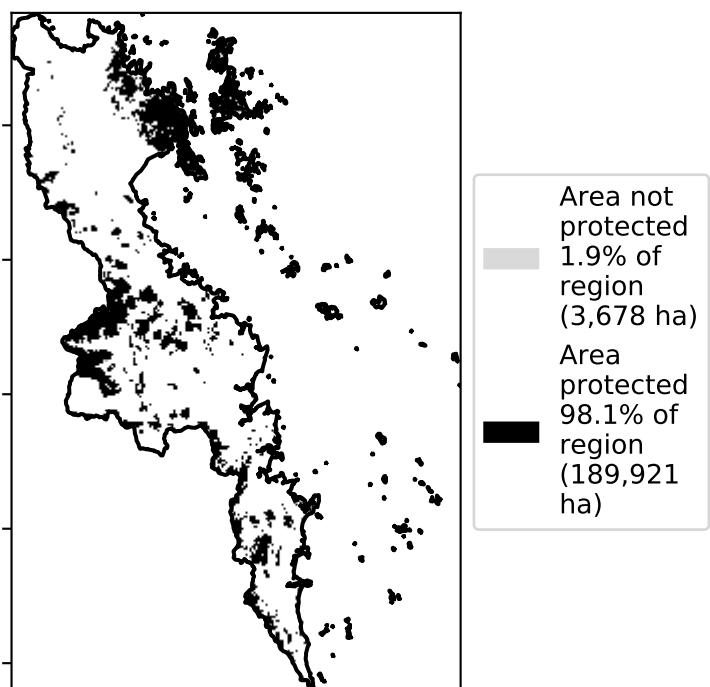 Area not
protected
1.9% of
region
(3,678 ha)
Area
protected
98.1% of
region
(189,921
ha)